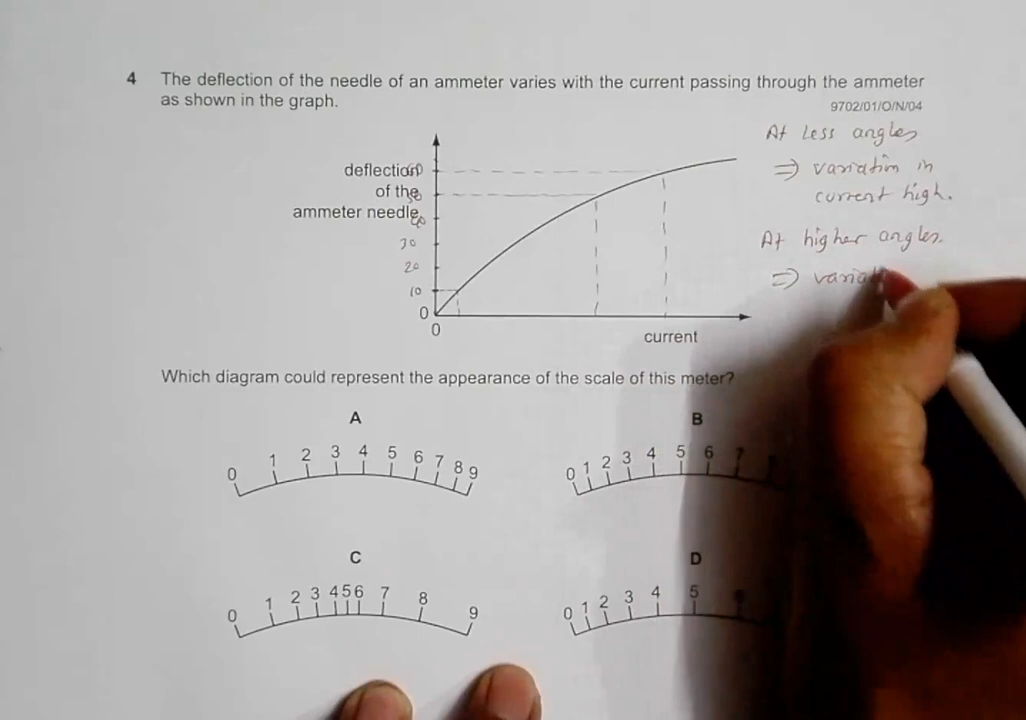 4 The deflection of the needle of an ammeter varies with the current passing through the ammeter
as shown in the graph.
9702/01/O/N/04
At Less angles
⇒ variation in
current high.
At higher angles.
⇒
deflection
of the
ammeter needle
60
50
40
30
20
10
0
0
current
Which diagram could represent the appearance of the scale of this meter?
A
0 1 2 3 4 5 6 7 8 9
B
0 1 2 3 4 5 6 7
C
0 1 2 3 4 5 6 7 8 9
D
0 1 2 3 4 5